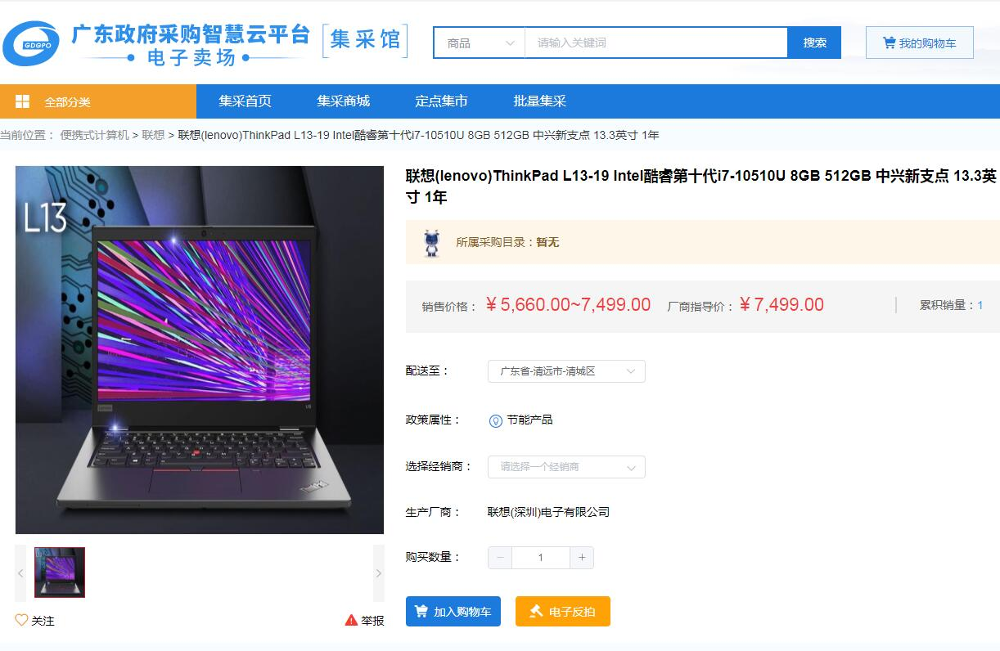 GDGPO
广东政府采购智慧云平台
电子卖场
集采馆
商品
请输入关键词
搜索
我的购物车
全部分类
集采首页
集采商城
定点集市
批量集采
当前位置： 便携式计算机 > 联想 > 联想(lenovo)ThinkPad L13-19 Intel酷睿第十代i7-10510U 8GB 512GB 中兴新支点 13.3英寸 1年
联想(lenovo)ThinkPad L13-19 Intel酷睿第十代i7-10510U 8GB 512GB 中兴新支点 13.3英
寸 1年
L13
所属采购目录：暂无
销售价格： ￥5,660.00~7,499.00 厂商指导价： ￥7,499.00 累积销量：1
配送至： 广东省-清远市-清城区
政策属性： 节能产品
选择经销商： 请选择一个经销商
生产厂商： 联想(深圳)电子有限公司
购买数量： － 1 +
加入购物车 电子反拍
关注
举报